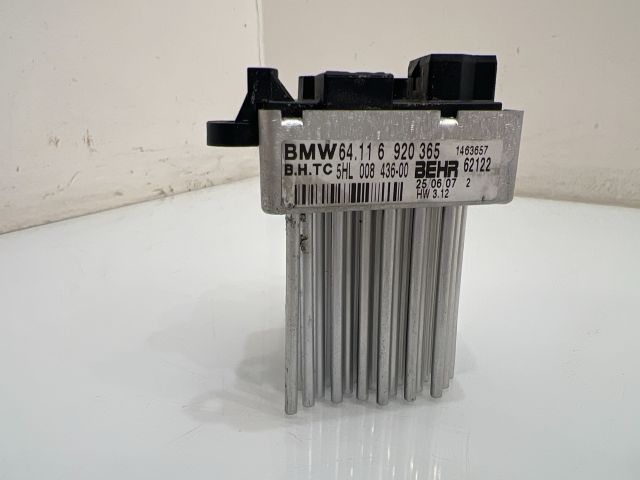 BMW 64.11 6 920 365 1463657
B.H.TC 5HL 008 436-00 BEHR 62122
25 06 07 2
HW 3.12